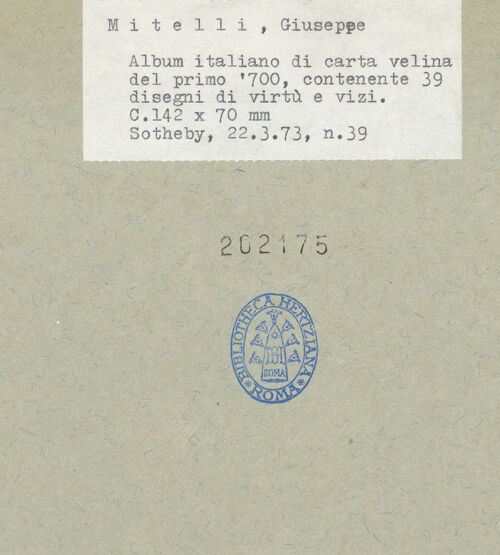 M i t e l l i , Giuseppe
Album italiano di carta velina
del primo '700, contenente 39
disegni di virtù e vizi.
C.142 x 70 mm
Sotheby, 22.3.73, n.39
202175
BIBLIOTHECA HERTZIANA
ROMA
ROMA